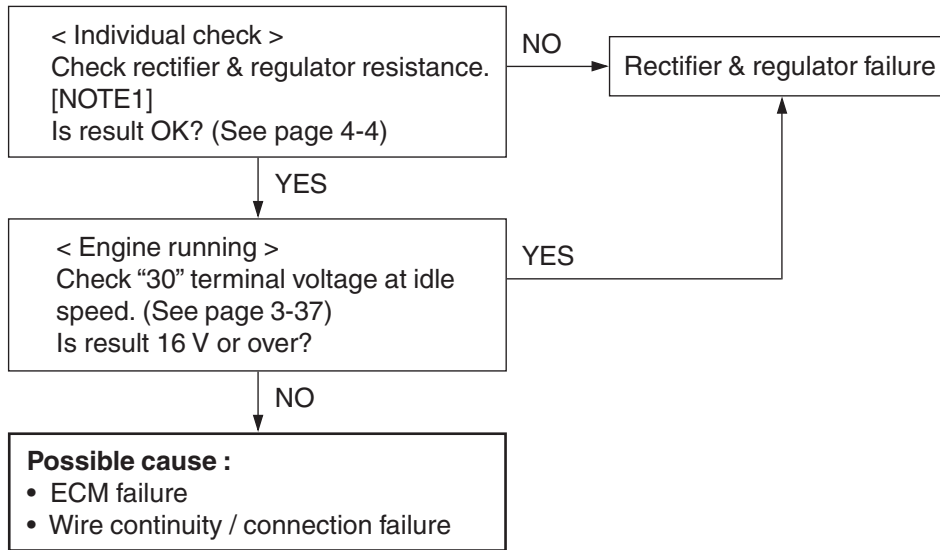 < Individual check >
Check rectifier & regulator resistance.
[NOTE1]
Is result OK? (See page 4-4)
NO
Rectifier & regulator failure
YES
< Engine running >
Check “30” terminal voltage at idle
speed. (See page 3-37)
Is result 16 V or over?
YES
NO
Possible cause :
• ECM failure
• Wire continuity / connection failure